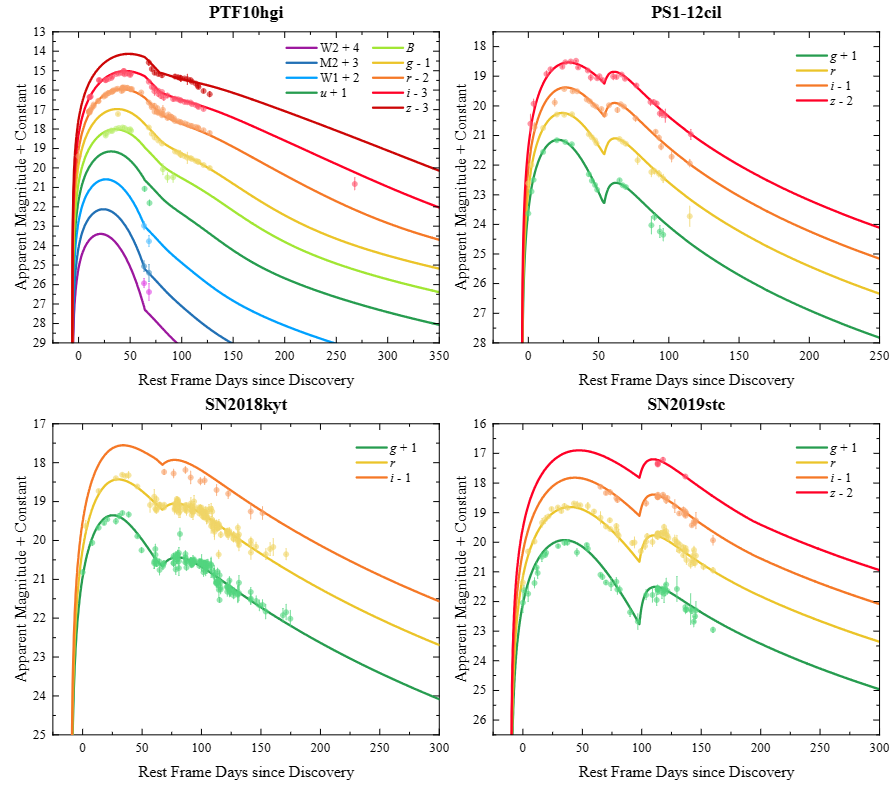 PTF10hgi
13
14
15
16
17
18
19
20
21
22
23
24
25
26
27
28
29
Apparent Magnitude + Constant
W2 + 4
M2 + 3
W1 + 2
u + 1
B
g - 1
r - 2
i - 3
z - 3
0
50
100
150
200
250
300
350
Rest Frame Days since Discovery
PS1-12cil
18
19
20
21
22
23
24
25
26
27
28
Apparent Magnitude + Constant
g + 1
r
i - 1
z - 2
0
50
100
150
200
250
Rest Frame Days since Discovery
SN2018kyt
17
18
19
20
21
22
23
24
25
Apparent Magnitude + Constant
g + 1
r
i - 1
0
50
100
150
200
250
300
Rest Frame Days since Discovery
SN2019stc
16
17
18
19
20
21
22
23
24
25
26
Apparent Magnitude + Constant
g + 1
r
i - 1
z - 2
0
50
100
150
200
250
300
Rest Frame Days since Discovery